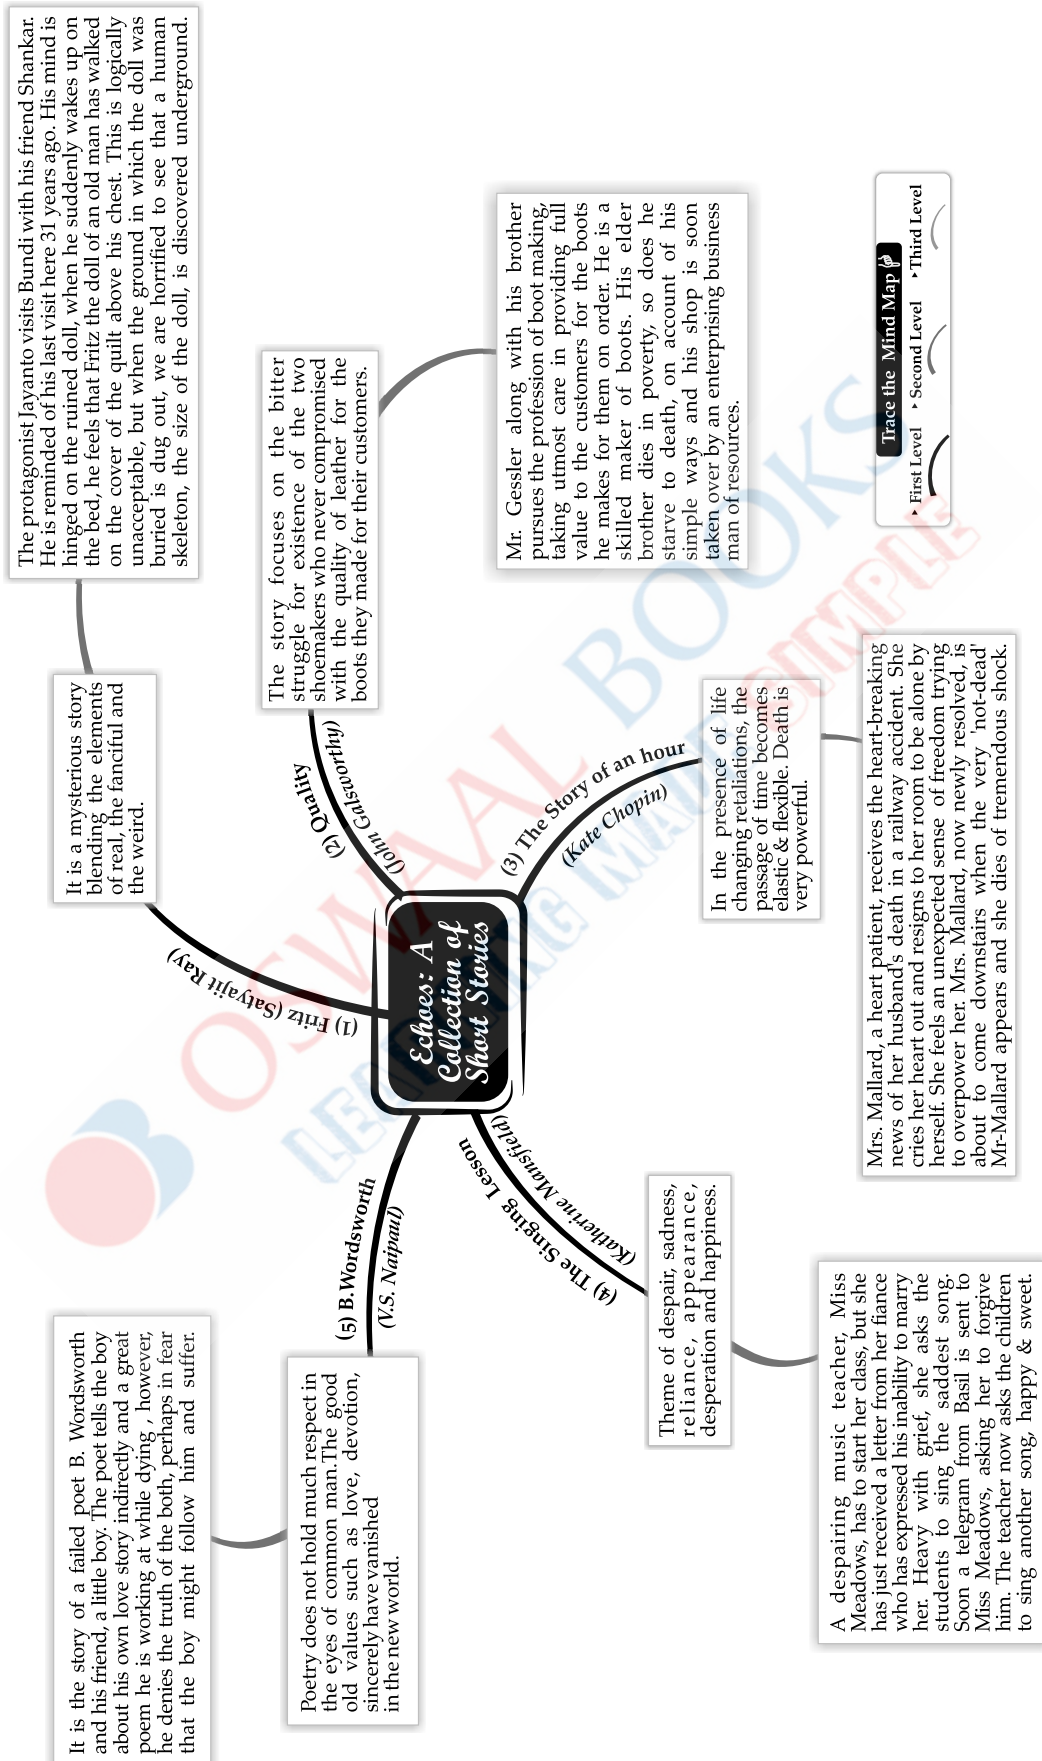 Echoes: A
Collection of
Short Stories
(1) Fritz (Satyajit Ray)
It is a mysterious story
blending the elements
of real, the fanciful and
the weird.
The protagonist Jayanto visits Bundi with his friend Shankar.
He is reminded of his last visit here 31 years ago. His mind is
hinged on the ruined doll, when he suddenly wakes up on
the bed, he feels that Fritz the doll of an old man has walked
on the cover of the quilt above his chest. This is logically
unacceptable, but when the ground in which the doll was
buried is dug out, we are horrified to see that a human
skeleton, the size of the doll, is discovered underground.
(2) Quality
(John Galsworthy)
The story focuses on the bitter
struggle for existence of the two
shoemakers who never compromised
with the quality of leather for the
boots they made for their customers.
Mr. Gessler along with his brother
pursues the profession of boot making,
taking utmost care in providing full
value to the customers for the boots
he makes for them on order. He is a
skilled maker of boots. His elder
brother dies in poverty, so does he
starve to death, on account of his
simple ways and his shop is soon
taken over by an enterprising business
man of resources.
(3) The Story of an hour
(Kate Chopin)
In the presence of life
changing retaliations, the
passage of time becomes
elastic & flexible. Death is
very powerful.
Mrs. Mallard, a heart patient, receives the heart-breaking
news of her husband's death in a railway accident. She
cries her heart out and resigns to her room to be alone by
herself. She feels an unexpected sense of freedom trying
to overpower her. Mrs. Mallard, now newly resolved, is
about to come downstairs when the very 'not-dead'
Mr-Mallard appears and she dies of tremendous shock.
(4) The Singing Lesson
(Katherine Mansfield)
Theme of despair, sadness,
reliance, appearance,
desperation and happiness.
A despairing music teacher, Miss
Meadows, has to start her class, but she
has just received a letter from her fiance
who has expressed his inability to marry
her. Heavy with grief, she asks the
students to sing the saddest song.
Soon a telegram from Basil is sent to
Miss Meadows, asking her to forgive
him. The teacher now asks the children
to sing another song, happy & sweet.
(5) B.Wordsworth
(V.S. Naipaul)
Poetry does not hold much respect in
the eyes of common man.The good
old values such as love, devotion,
sincerely have vanished
in the new world.
It is the story of a failed poet B. Wordsworth
and his friend, a little boy. The poet tells the boy
about his own love story indirectly and a great
poem he is working at while dying , however,
he denies the truth of the both, perhaps in fear
that the boy might follow him and suffer.
Trace the Mind Map
First Level
Second Level
Third Level
OSWAAL BOOKS
LEARNING MADE SIMPLE